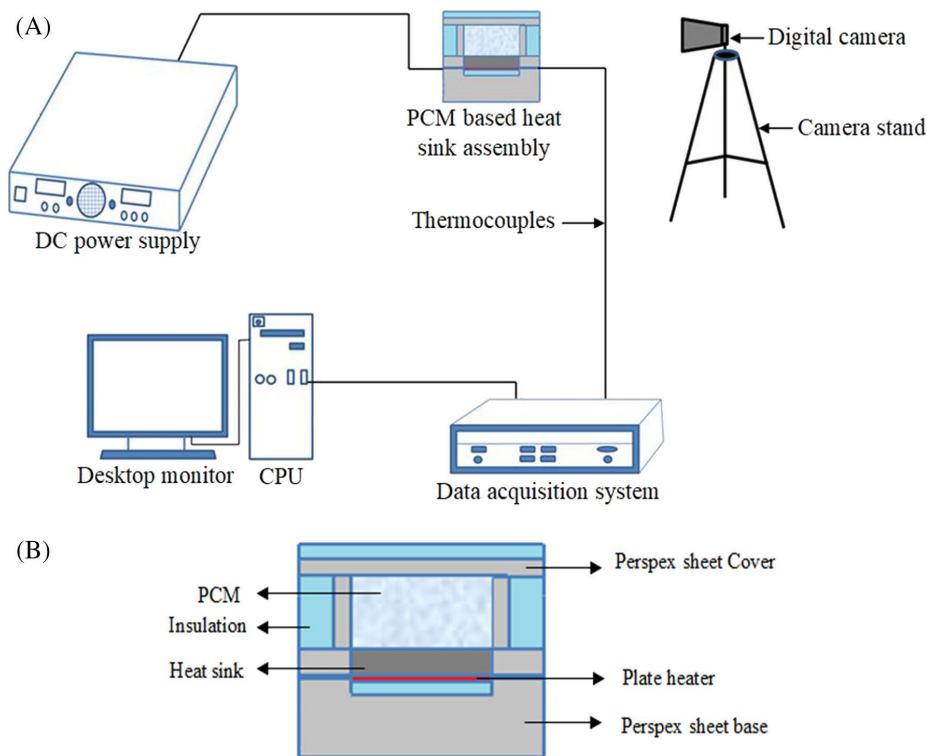 (A)
Digital camera
PCM based heat
sink assembly
Camera stand
Thermocouples
DC power supply
Desktop monitor
CPU
Data acquisition system
(B)
Perspex sheet Cover
PCM
Insulation
Heat sink
Plate heater
Perspex sheet base